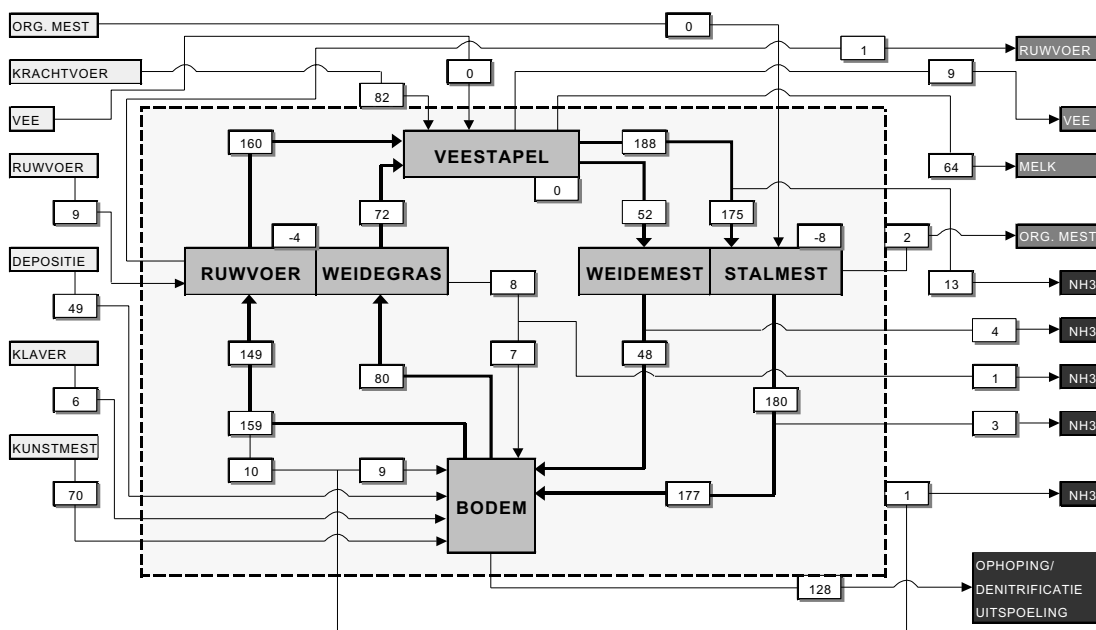 ORG. MEST
0
1
RUWVOER
KRACHTVOER
0
9
82
VEE
VEE
160
VEESTAPEL
188
64
MELK
RUWVOER
0
9
72
52
175
-4
-8
2
ORG. MEST
DEPOSITIE
RUWVOER
WEIDEGRAS
WEIDEMEST
STALMEST
8
13
NH3
49
4
NH3
KLAVER
149
7
48
80
1
NH3
6
180
159
3
NH3
KUNSTMEST
10
9
70
177
1
NH3
BODEM
OPHOPING/
128
DENITRIFICATIE
UITSPOELING